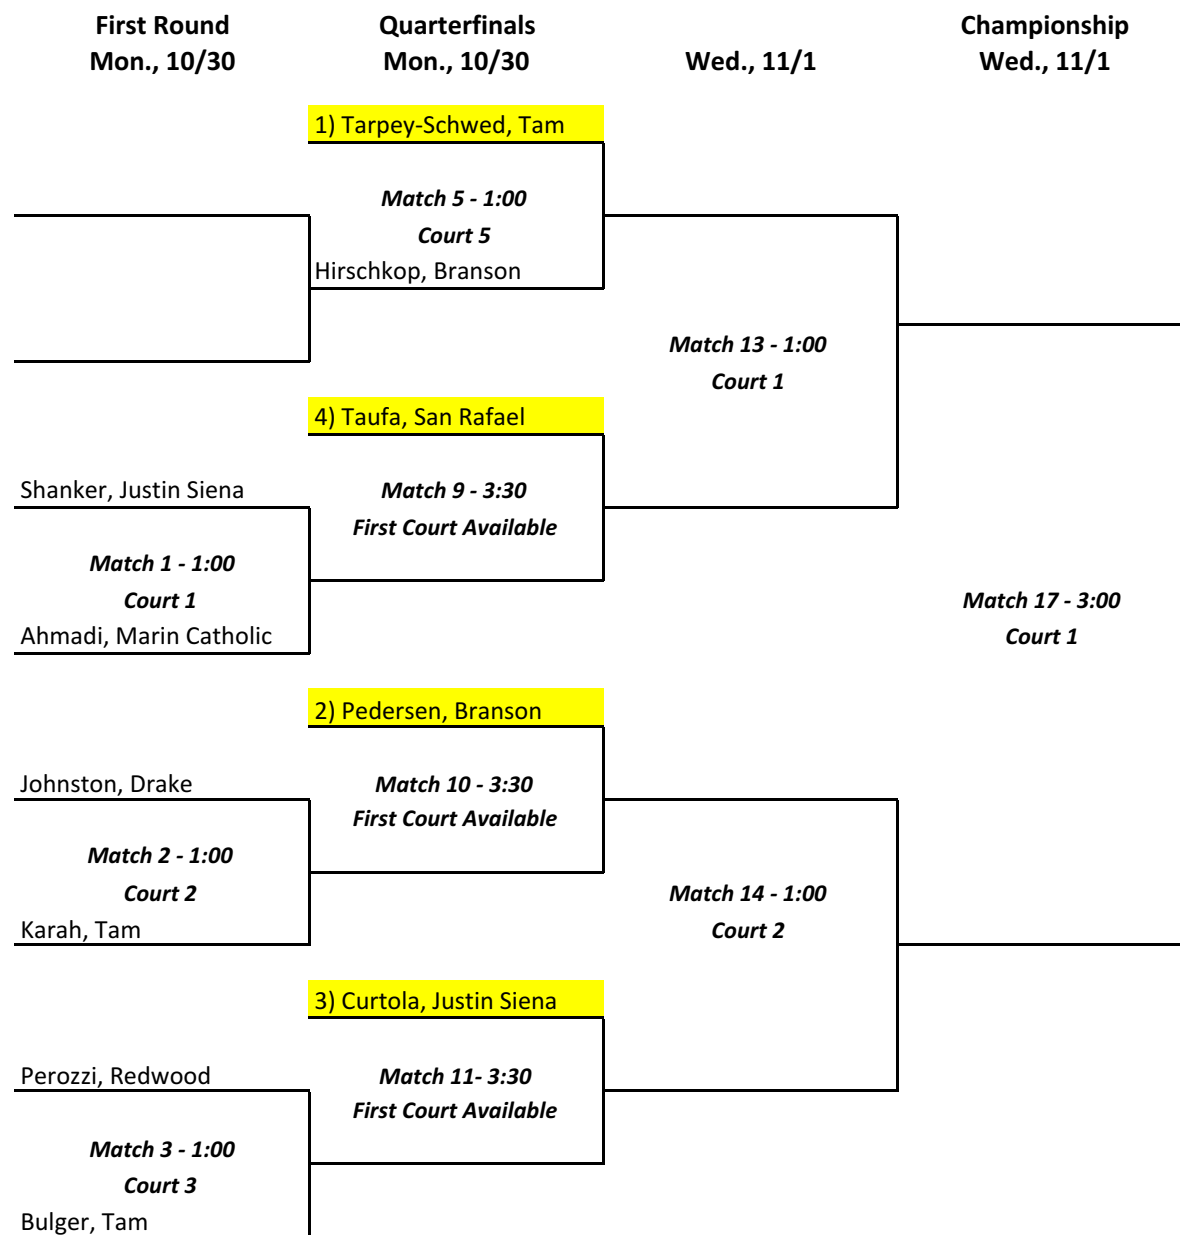 First Round
Mon., 10/30
Quarterfinals
Mon., 10/30
Wed., 11/1
Championship
Wed., 11/1
1) Tarpey-Schwed, Tam
Match 5 - 1:00
Court 5
Hirschkop, Branson
Match 13 - 1:00
Court 1
4) Taufa, San Rafael
Shanker, Justin Siena
Match 9 - 3:30
First Court Available
Match 1 - 1:00
Court 1
Ahmadi, Marin Catholic
Match 17 - 3:00
Court 1
2) Pedersen, Branson
Johnston, Drake
Match 10 - 3:30
First Court Available
Match 2 - 1:00
Court 2
Karah, Tam
Match 14 - 1:00
Court 2
3) Curtola, Justin Siena
Perozzi, Redwood
Match 11- 3:30
First Court Available
Match 3 - 1:00
Court 3
Bulger, Tam